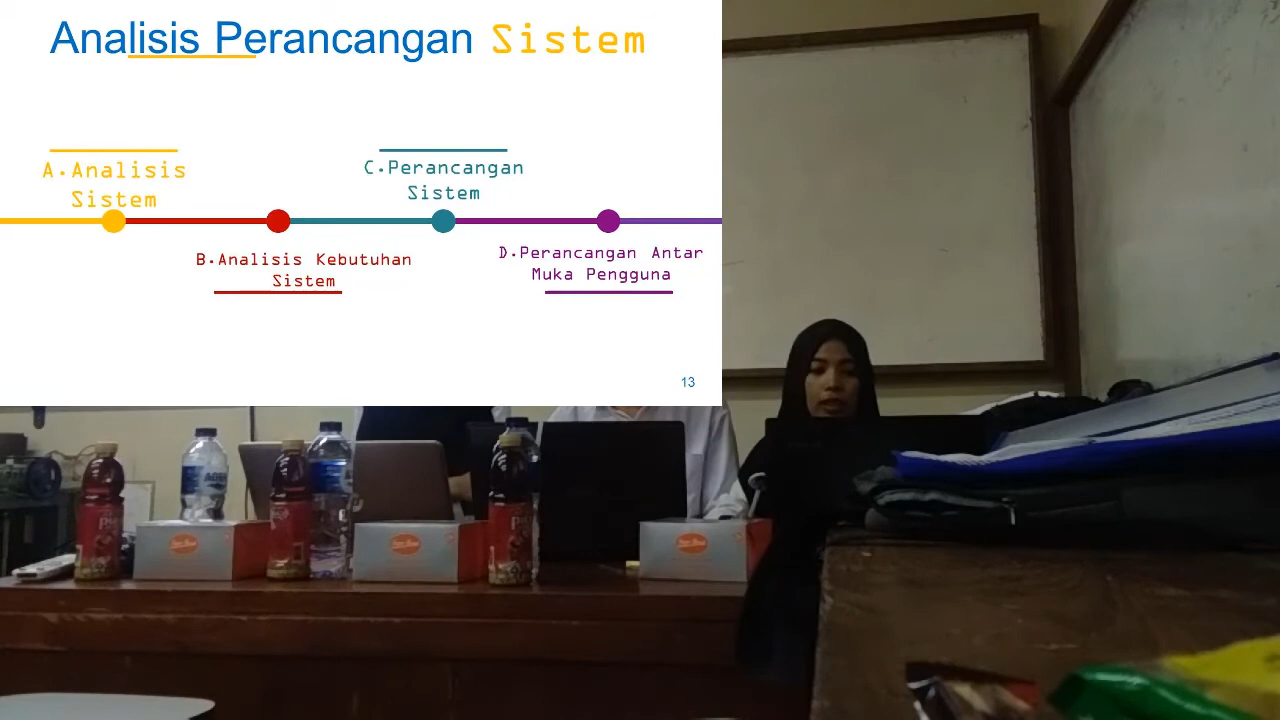 Analisis Perancangan Sistem
A.Analisis
Sistem
C.Perancangan
Sistem
B.Analisis Kebutuhan
Sistem
D.Perancangan Antar
Muka Pengguna
13